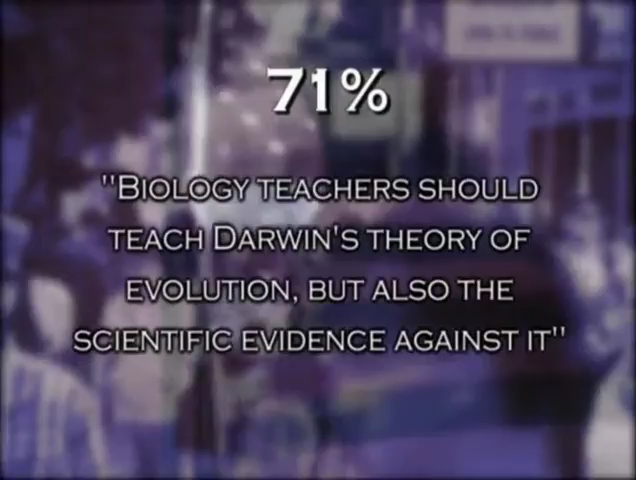 71%
"Biology teachers should
teach Darwin's theory of
evolution, but also the
scientific evidence against it"